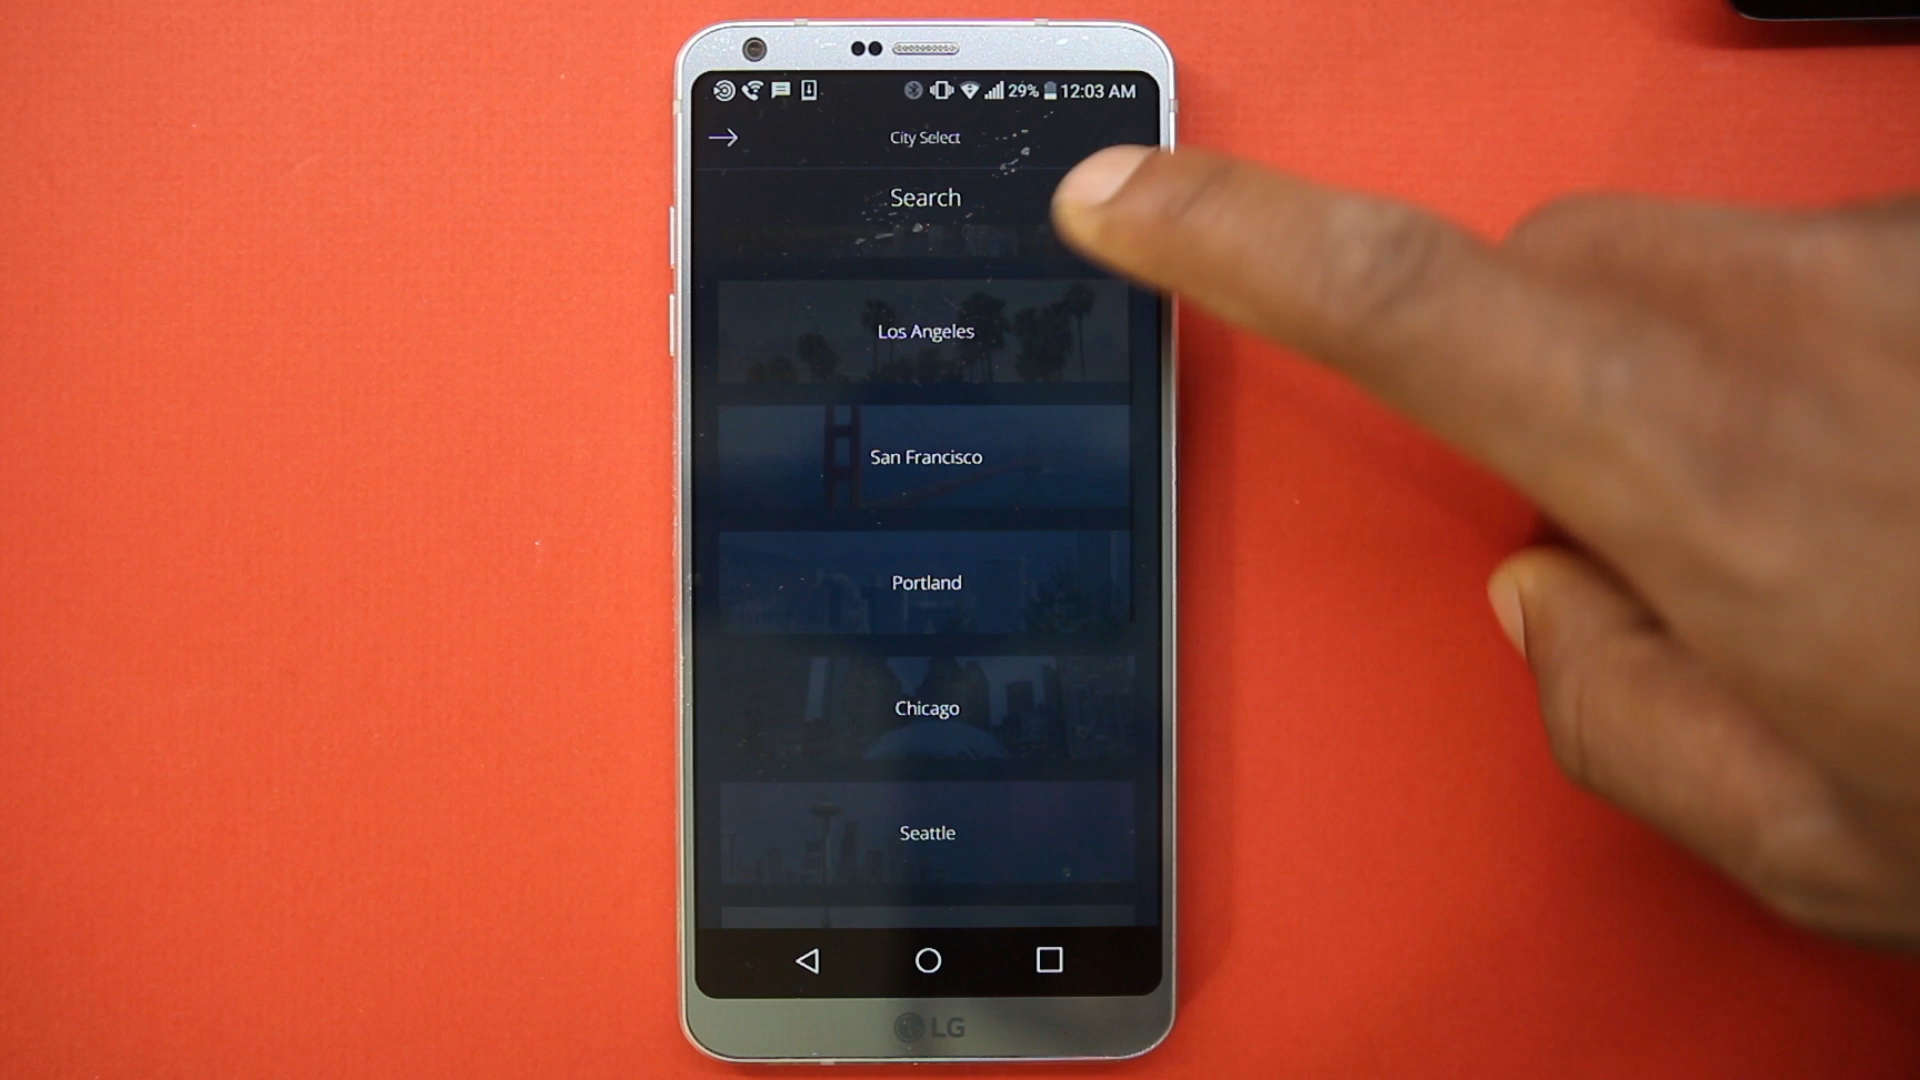 29% 12:03 AM
City Select
Search
Los Angeles
San Francisco
Portland
Chicago
Seattle
LG